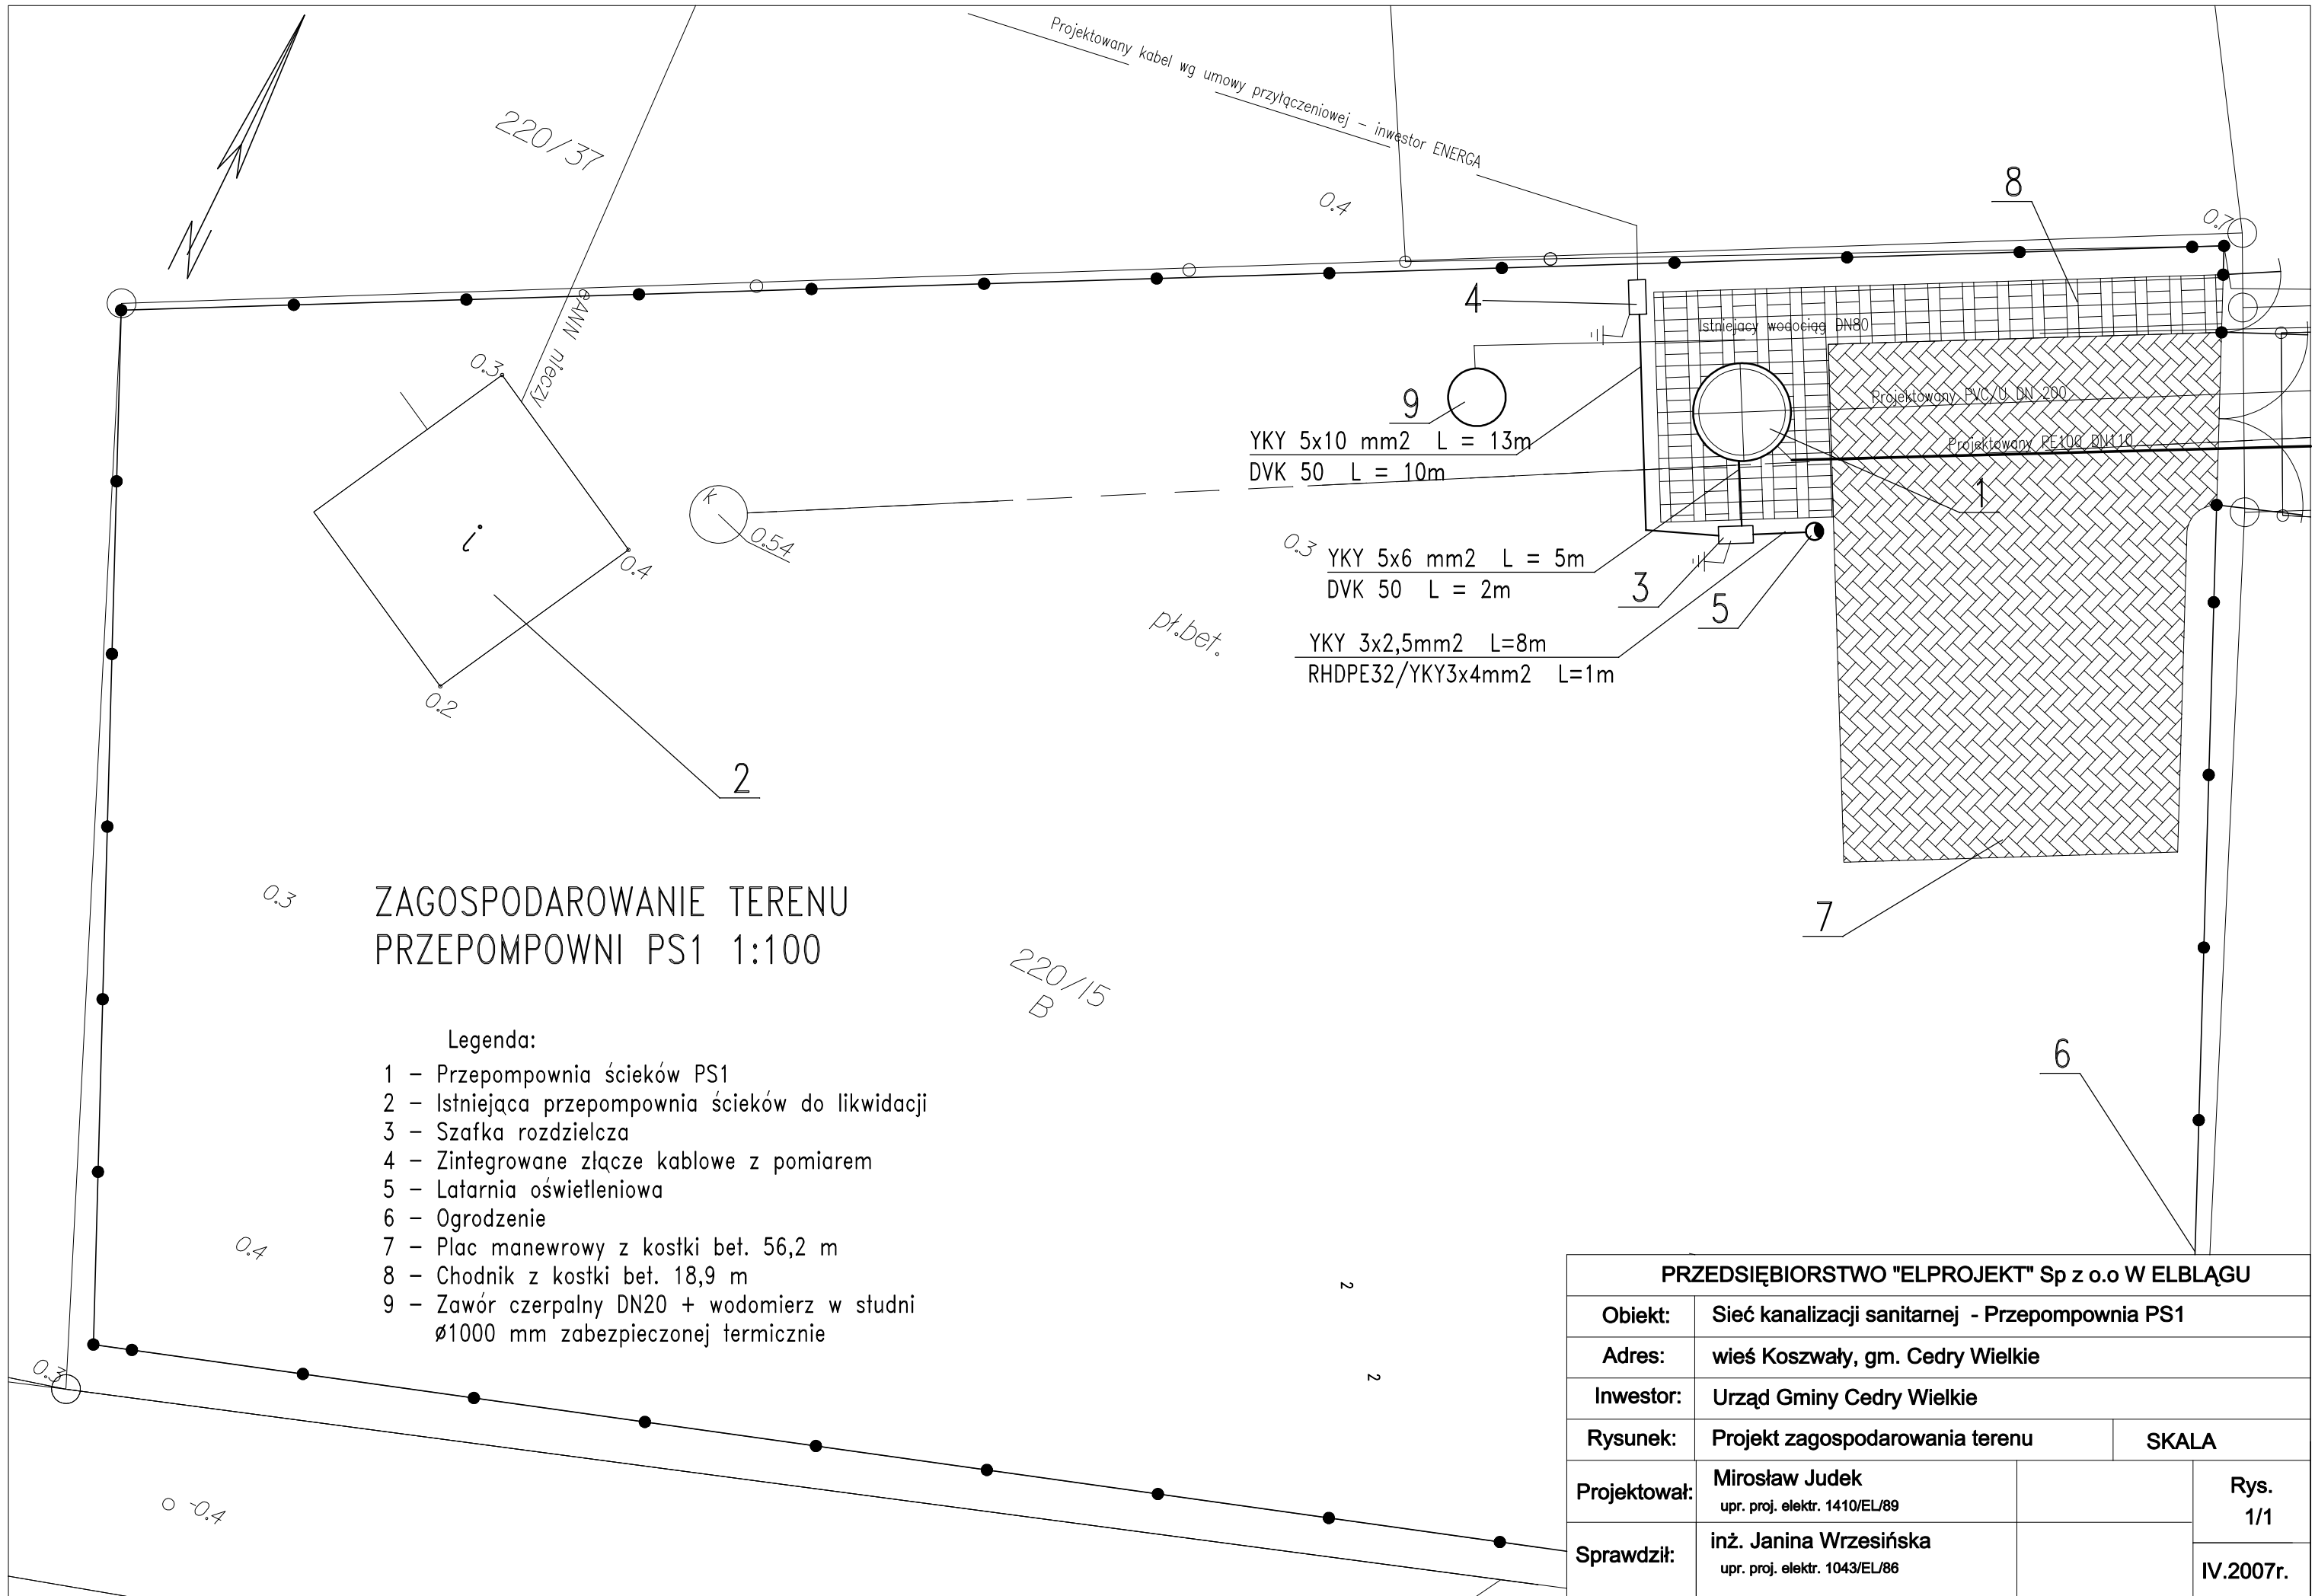 Projektowany kabel wg umowy przyłączeniowej – inwestor ENERGA
220/37
0.4
8
0.7
N
eANN nieczy
4
Istniejacy wodociąg DN80
0.3
9
Projektowany PVC/U DN 200
YKY 5x10 mm2 L = 13m
DVK 50 L = 10m
Projektowany PE100 DN110
1
K
0.54
i
0.4
0.3
YKY 5x6 mm2 L = 5m
DVK 50 L = 2m
3
5
pł.bet.
YKY 3x2,5mm2 L=8m
RHDPE32/YKY3x4mm2 L=1m
0.2
2
7
0.3
ZAGOSPODAROWANIE TERENU
PRZEPOMPOWNI PS1 1:100
220/15
B
6
Legenda:
1 – Przepompownia ścieków PS1
2 – Istniejąca przepompownia ścieków do likwidacji
3 – Szafka rozdzielcza
4 – Zintegrowane złącze kablowe z pomiarem
5 – Latarnia oświetleniowa
6 – Ogrodzenie
7 – Plac manewrowy z kostki bet. 56,2 m
8 – Chodnik z kostki bet. 18,9 m
9 – Zawór czerpalny DN20 + wodomierz w studni
ø1000 mm zabezpieczonej termicznie
2
2
0.4
0.3
-0.4
PRZEDSIĘBIORSTWO "ELPROJEKT" Sp z o.o W ELBLĄGU
Obiekt: Sieć kanalizacji sanitarnej - Przepompownia PS1
Adres: wieś Koszwały, gm. Cedry Wielkie
Inwestor: Urząd Gminy Cedry Wielkie
Rysunek: Projekt zagospodarowania terenu SKALA
Projektował: Mirosław Judek
upr. proj. elektr. 1410/EL/89
Rys.
1/1
Sprawdził: inż. Janina Wrzesińska
upr. proj. elektr. 1043/EL/86
IV.2007r.